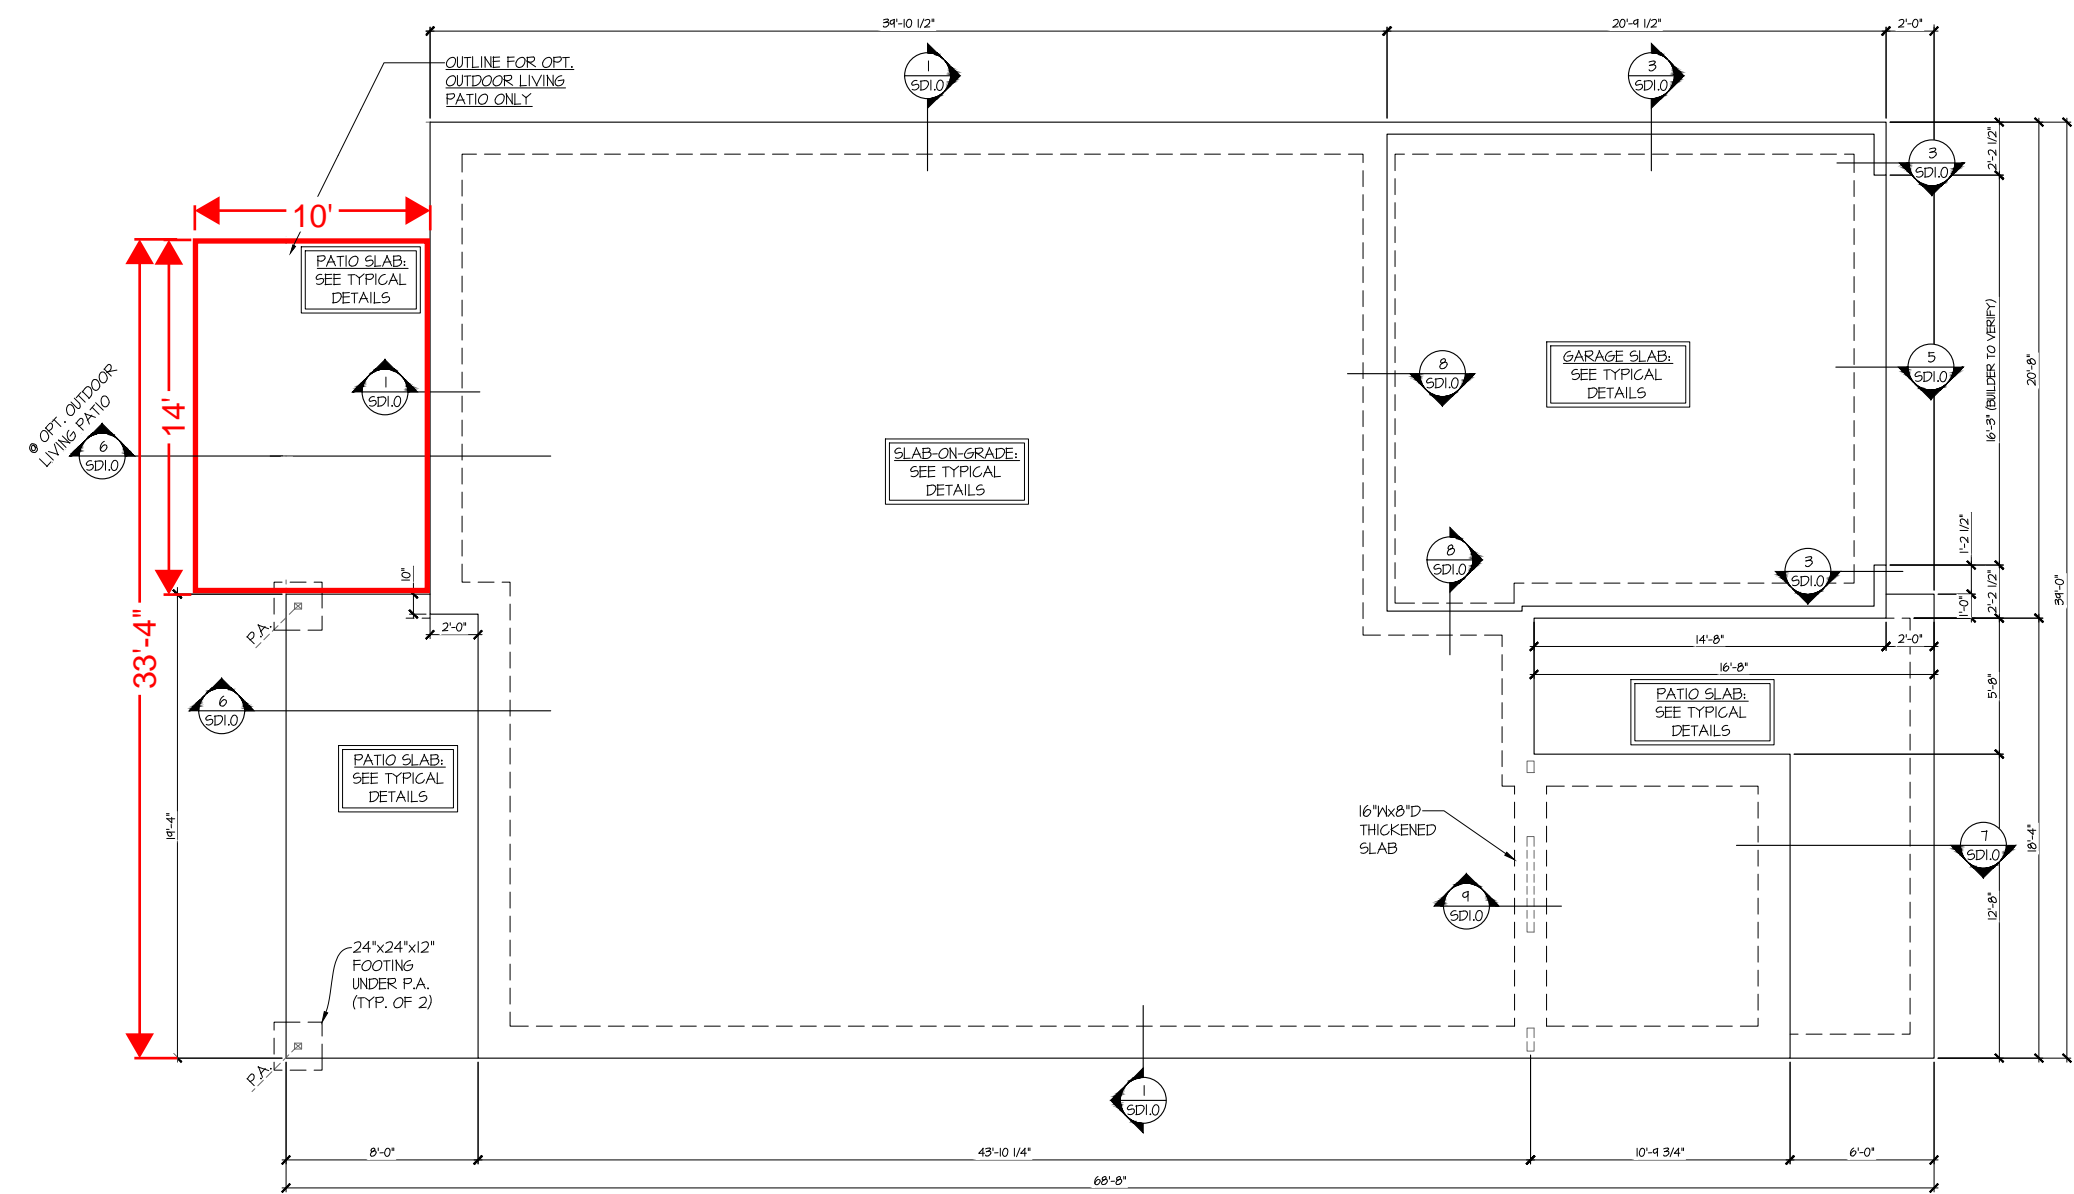 39'-10 1/2"
20'-9 1/2"
2'-0"
OUTLINE FOR OPT.
OUTDOOR LIVING
PATIO ONLY
1
SD1.0
3
SD1.0
2'-2 1/2"
3
SD1.0
10'
PATIO SLAB:
SEE TYPICAL
DETAILS
14'
33'-4"
1
SD1.0
@ OPT. OUTDOOR
LIVING PATIO
6
SD1.0
SLAB-ON-GRADE:
SEE TYPICAL
DETAILS
8
SD1.0
GARAGE SLAB:
SEE TYPICAL
DETAILS
5
SD1.0
16'-3" (BUILDER TO VERIFY)
20'-8"
8
SD1.0
3
SD1.0
1'-2 1/2"
2'-2 1/2"
1'-0"
39'-0"
10"
2'-0"
P.A.
14'-8"
2'-0"
16'-8"
5'-8"
6
SD1.0
PATIO SLAB:
SEE TYPICAL
DETAILS
PATIO SLAB:
SEE TYPICAL
DETAILS
19'-4"
16"Wx8"D
THICKENED
SLAB
7
SD1.0
18'-4"
9
SD1.0
12'-8"
24"x24"x12"
FOOTING
UNDER P.A.
(TYP. OF 2)
P.A.
1
SD1.0
8'-0"
43'-10 1/4"
10'-9 3/4"
6'-0"
68'-8"